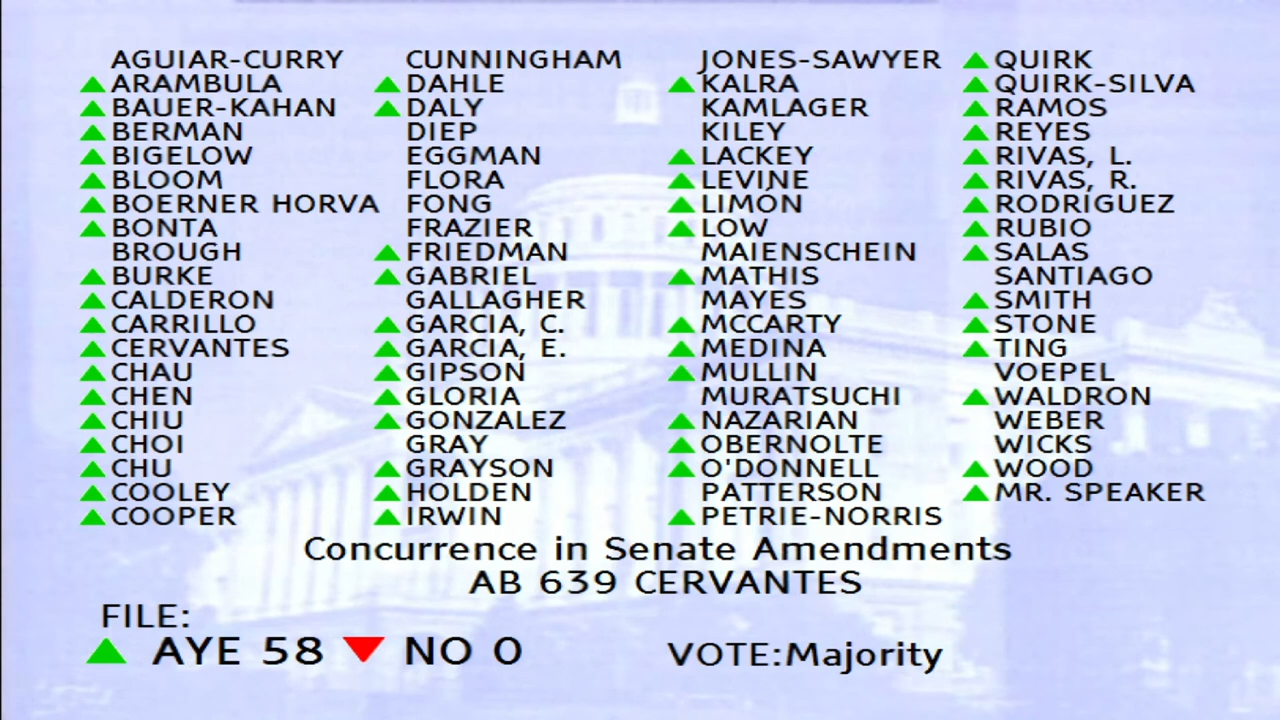 AGUIAR-CURRY
ARAMBULA
BAUER-KAHAN
BERMAN
BIGELOW
BLOOM
BOERNER HORVA
BONTA
BROUGH
BURKE
CALDERON
CARRILLO
CERVANTES
CHAU
CHEN
CHIU
CHOI
CHU
COOLEY
COOPER
CUNNINGHAM
DAHLE
DALY
DIEP
EGGMAN
FLORA
FONG
FRAZIER
FRIEDMAN
GABRIEL
GALLAGHER
GARCIA, C.
GARCIA, E.
GIPSON
GLORIA
GONZALEZ
GRAY
GRAYSON
HOLDEN
IRWIN
JONES-SAWYER
KALRA
KAMLAGER
KILEY
LACKEY
LEVINE
LIMÓN
LOW
MAIENSCHEIN
MATHIS
MAYES
MCCARTY
MEDINA
MULLIN
MURATSUCHI
NAZARIAN
OBERNOLTE
O'DONNELL
PATTERSON
PETRIE-NORRIS
QUIRK
QUIRK-SILVA
RAMOS
REYES
RIVAS, L.
RIVAS, R.
RODRIGUEZ
RUBIO
SALAS
SANTIAGO
SMITH
STONE
TING
VOEPEL
WALDRON
WEBER
WICKS
WOOD
MR. SPEAKER
Concurrence in Senate Amendments
AB 639 CERVANTES
FILE:
AYE 58 NO 0
VOTE:Majority